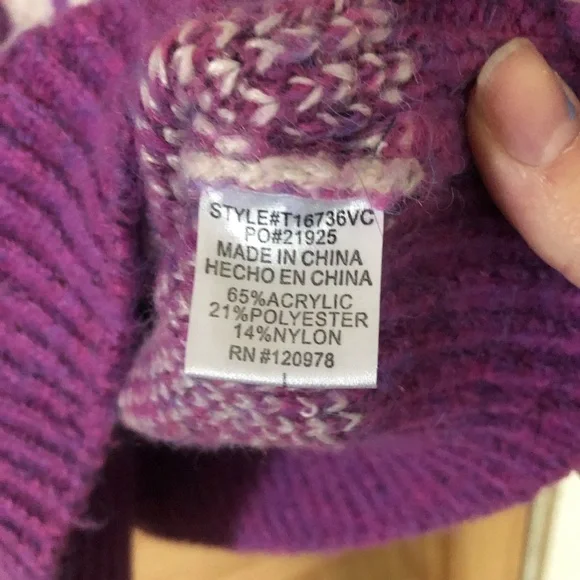 STYLE#T16736VC
PO#21925
MADE IN CHINA
HECHO EN CHINA
65%ACRYLIC
21%POLYESTER
14%NYLON
RN #120978